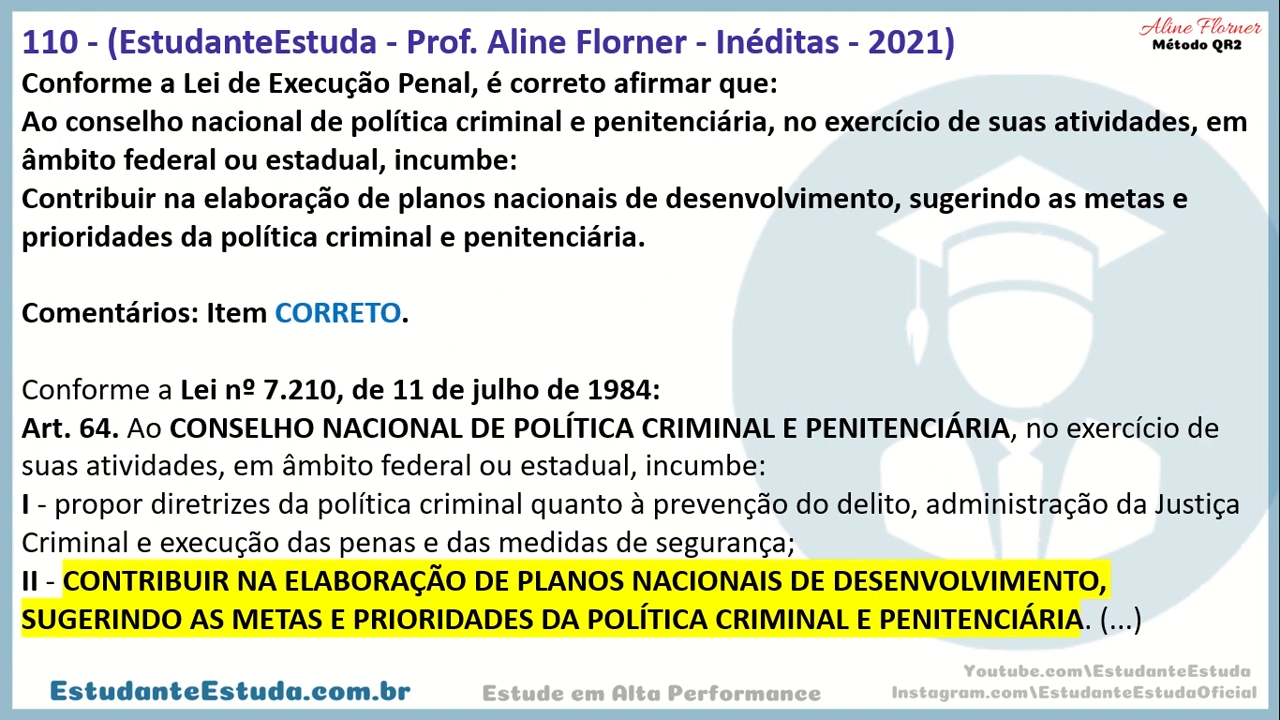 110 - (EstudanteEstuda - Prof. Aline Florner - Inéditas - 2021)
Aline Florner
Método QR2
Conforme a Lei de Execução Penal, é correto afirmar que:
Ao conselho nacional de política criminal e penitenciária, no exercício de suas atividades, em
âmbito federal ou estadual, incumbe:
Contribuir na elaboração de planos nacionais de desenvolvimento, sugerindo as metas e
prioridades da política criminal e penitenciária.
Comentários: Item CORRETO.
Conforme a Lei nº 7.210, de 11 de julho de 1984:
Art. 64. Ao CONSELHO NACIONAL DE POLÍTICA CRIMINAL E PENITENCIÁRIA, no exercício de
suas atividades, em âmbito federal ou estadual, incumbe:
I - propor diretrizes da política criminal quanto à prevenção do delito, administração da Justiça
Criminal e execução das penas e das medidas de segurança;
II - CONTRIBUIR NA ELABORAÇÃO DE PLANOS NACIONAIS DE DESENVOLVIMENTO,
SUGERINDO AS METAS E PRIORIDADES DA POLÍTICA CRIMINAL E PENITENCIÁRIA. (...)
EstudanteEstuda.com.br
Estude em Alta Performance
Youtube.com\EstudanteEstuda
Instagram.com\EstudanteEstudaOficial